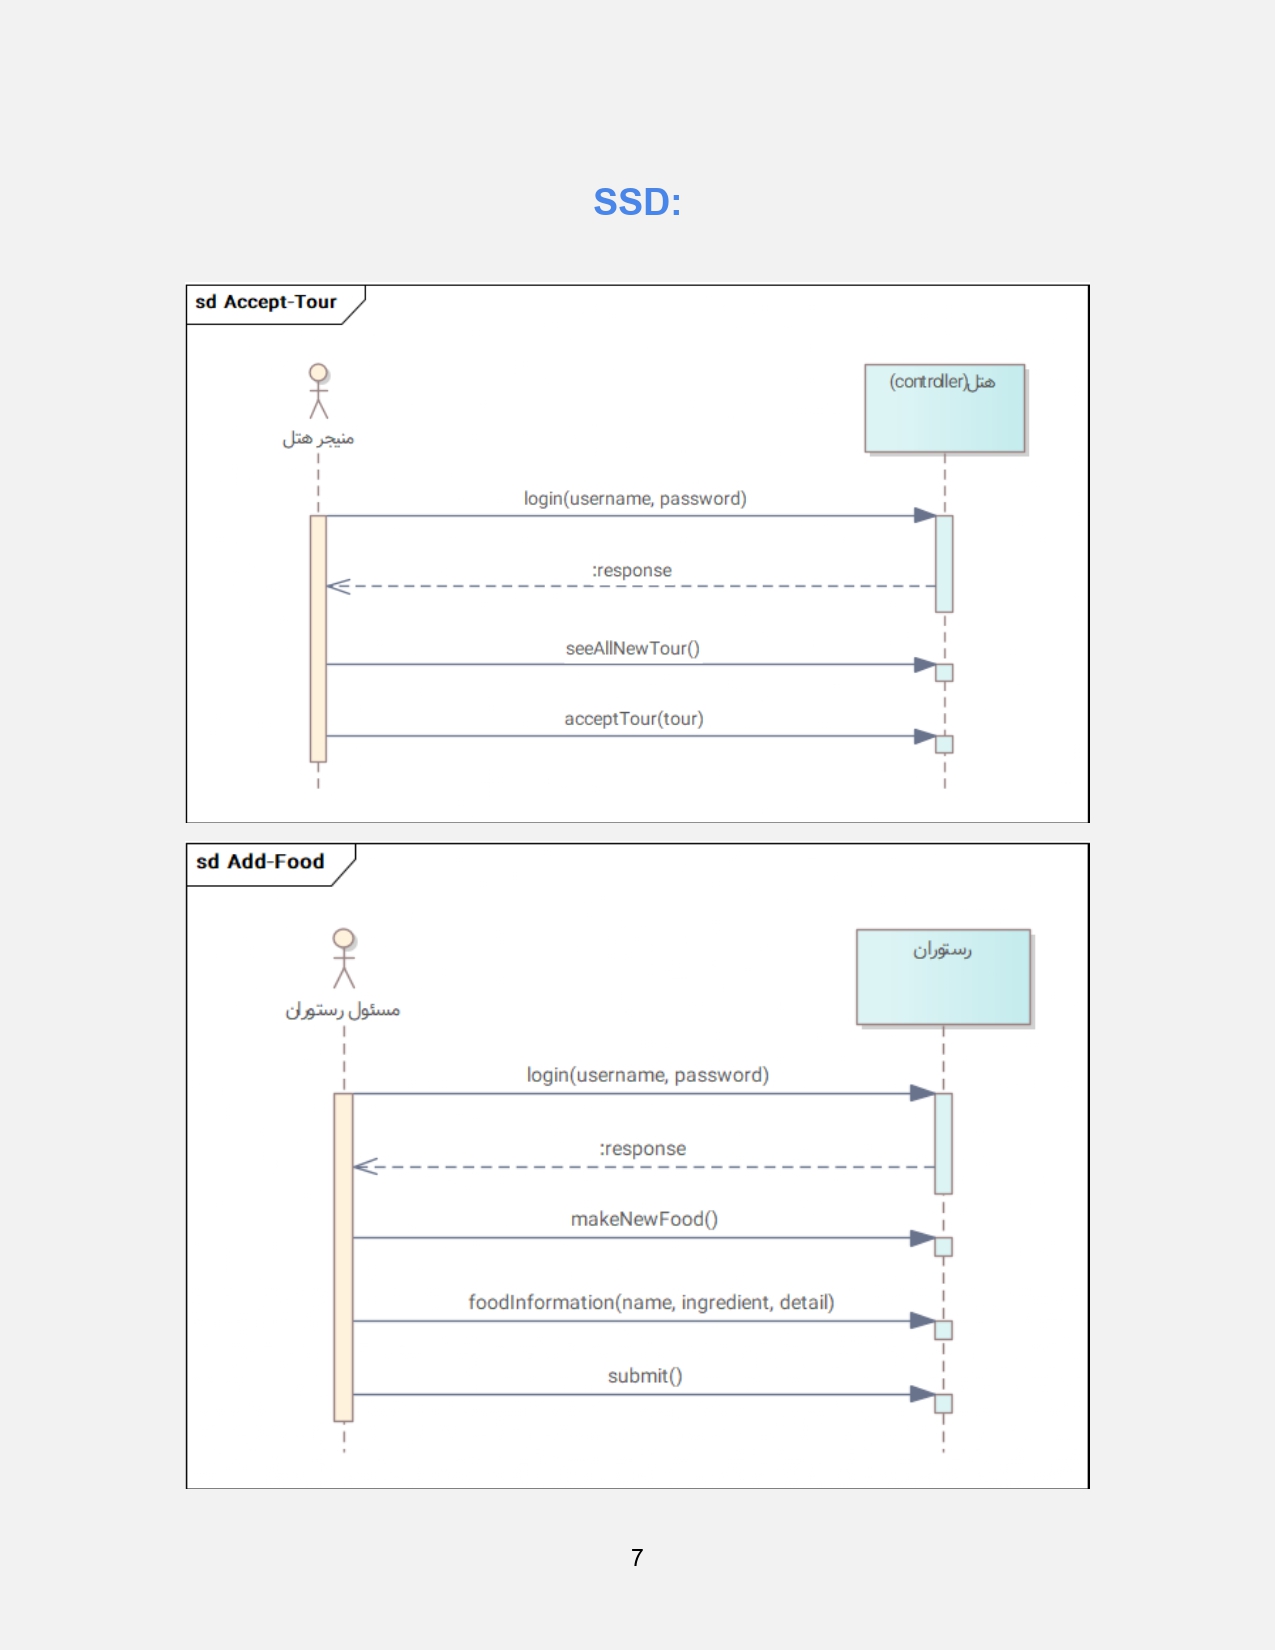 SSD:
sd Accept-Tour
منیجر هتل
هتل(controller)
login(username, password)
:response
seeAllNewTour()
acceptTour(tour)
sd Add-Food
مسئول رستوران
رستوران
login(username, password)
:response
makeNewFood()
foodInformation(name, ingredient, detail)
submit()
7